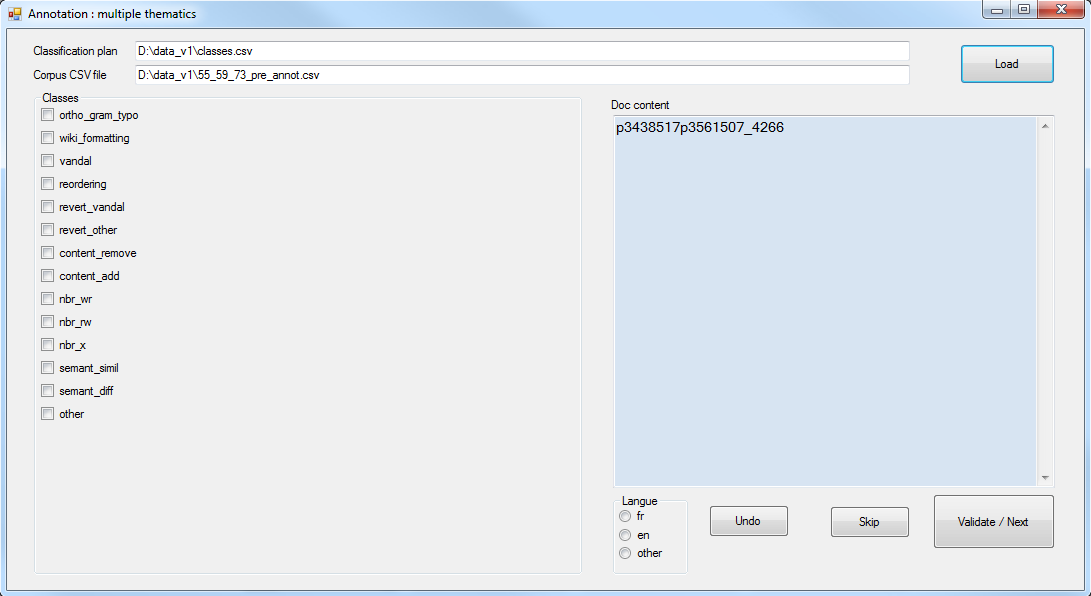 Annotation : multiple thematics
Classification plan
D:\data_v1\classes.csv
Load
Corpus CSV file
D:\data_v1\55_59_73_pre_annot.csv
Classes
ortho_gram_typo
wiki_formatting
vandal
reordering
revert_vandal
revert_other
content_remove
content_add
nbr_wr
nbr_rw
nbr_x
semant_simil
semant_diff
other
Doc content
p3438517p3561507_4266
Langue
fr
en
other
Undo
Skip
Validate / Next